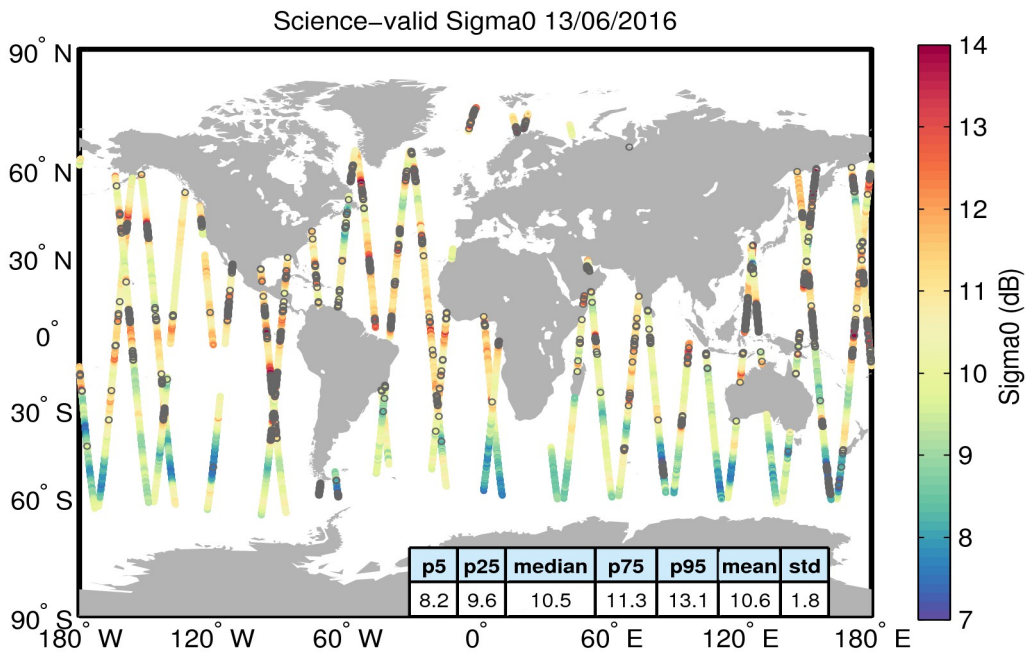 Science−valid Sigma0 13/06/2016
90° N
60° N
30° N
0°
30° S
60° S
90° S
180° W
120° W
60° W
0°
60° E
120° E
180° E
p5 p25 median p75 p95 mean std
8.2 9.6 10.5 11.3 13.1 10.6 1.8
14
13
12
11
10
9
8
7
Sigma0 (dB)